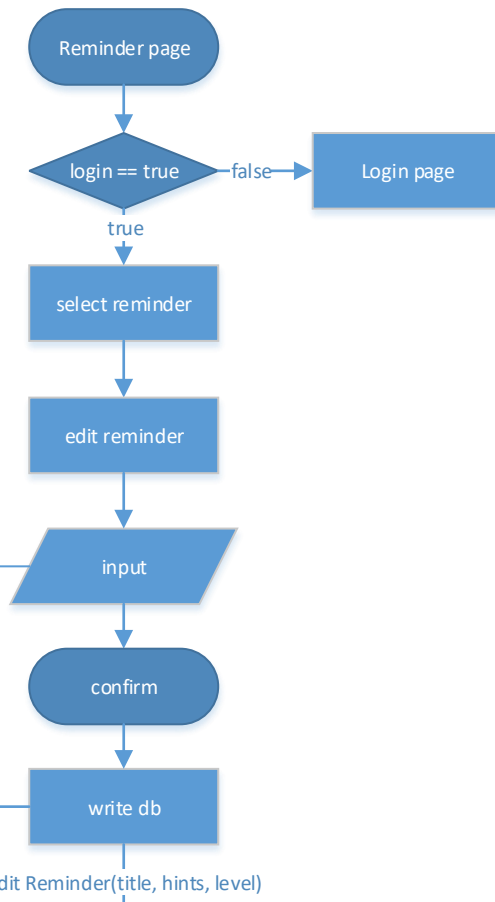 Reminder page
login == true
false
Login page
true
select reminder
edit reminder
input
confirm
write db
dit Reminder(title, hints, level)